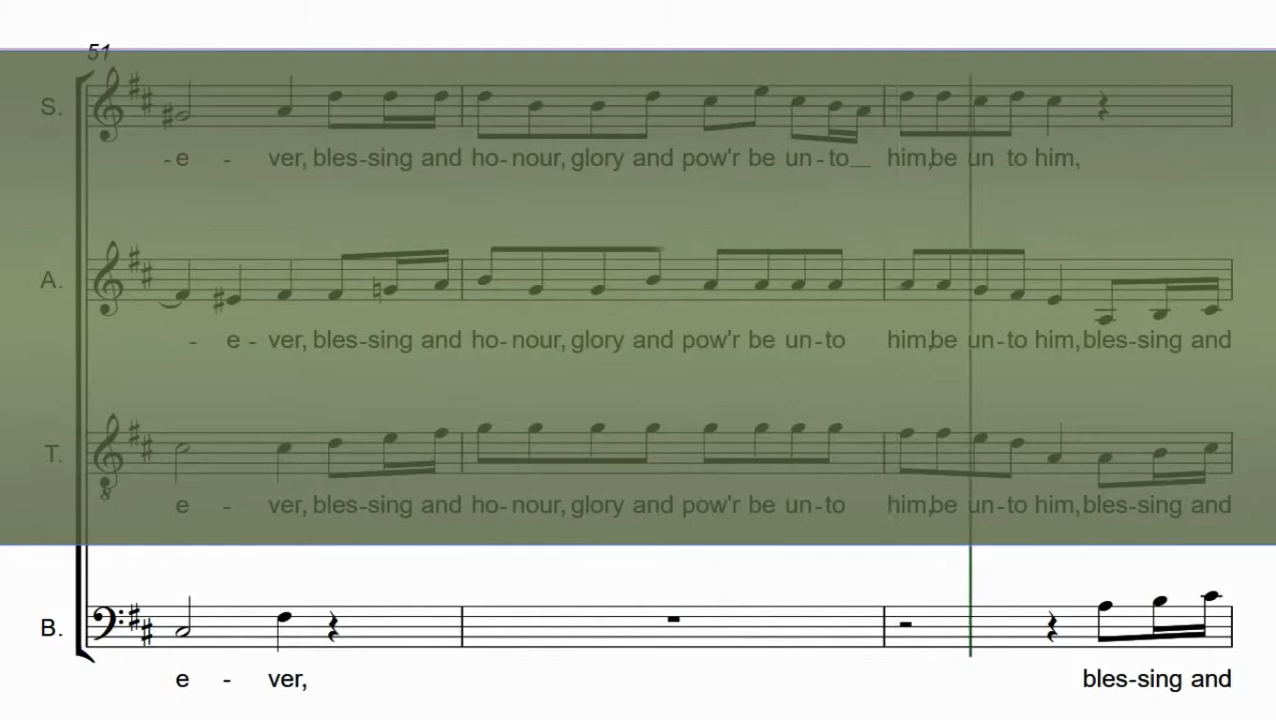 51
S.
-e - ver, bles-sing and ho-nour, glory and pow'r be un-to_ him,be un to him,
A.
- e - ver, bles-sing and ho-nour, glory and pow'r be un-to him,be un-to him, bles-sing and
T.
8
e - ver, bles-sing and ho-nour, glory and pow'r be un-to him,be un-to him, bles-sing and
B.
e - ver, bles-sing and